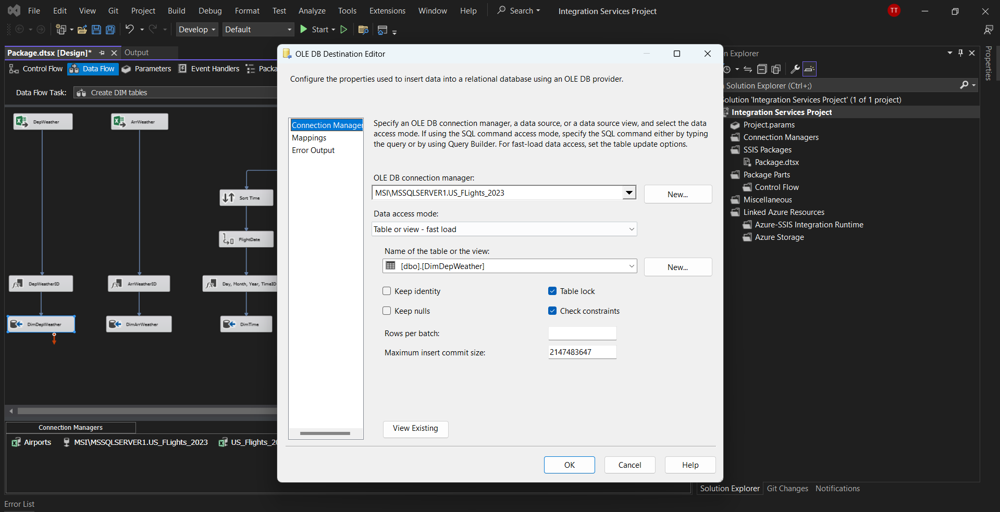 File Edit View Git Project Build Debug Format Test Analyze Tools Extensions Window Help Search Integration Services Project TT
Develop Default Start
Package.dtsx [Design]* Output
Control Flow Data Flow Parameters Event Handlers Packa
Data Flow Task: Create DIM tables
DepWeather ArrWeather
Sort Time
FlightDate
DepWeatherID ArrWeatherID Day, Month, Year, TimeID
DimDepWeather DimArrWeather DimTime
Connection Managers
Airports MSI\MSSQLSERVER1.US_FLights_2023 US_Flights_20
Error List
OLE DB Destination Editor
Configure the properties used to insert data into a relational database using an OLE DB provider.
Connection Manager
Mappings
Error Output
Specify an OLE DB connection manager, a data source, or a data source view, and select the data
access mode. If using the SQL command access mode, specify the SQL command either by typing
the query or by using Query Builder. For fast-load data access, set the table update options.
OLE DB connection manager:
MSI\MSSQLSERVER1.US_FLights_2023 New...
Data access mode:
Table or view - fast load
Name of the table or the view:
[dbo].[DimDepWeather] New...
Keep identity Table lock
Keep nulls Check constraints
Rows per batch:
Maximum insert commit size: 2147483647
View Existing
OK Cancel Help
n Explorer
Solution Explorer (Ctrl+;)
olution 'Integration Services Project' (1 of 1 project)
Integration Services Project
Project.params
Connection Managers
SSIS Packages
Package.dtsx
Package Parts
Control Flow
Miscellaneous
Linked Azure Resources
Azure-SSIS Integration Runtime
Azure Storage
Solution Explorer Git Changes Notifications
Properties